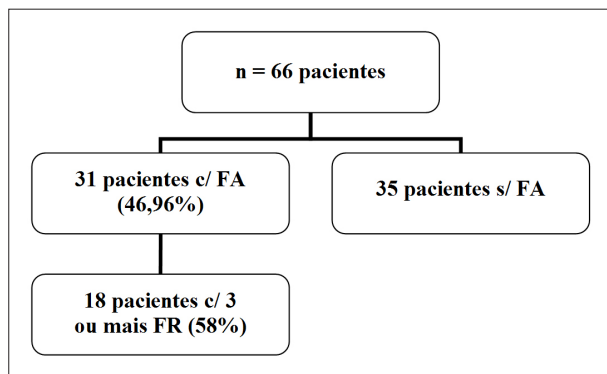 n = 66 pacientes
31 pacientes c/ FA
(46,96%)
35 pacientes s/ FA
18 pacientes c/ 3
ou mais FR (58%)